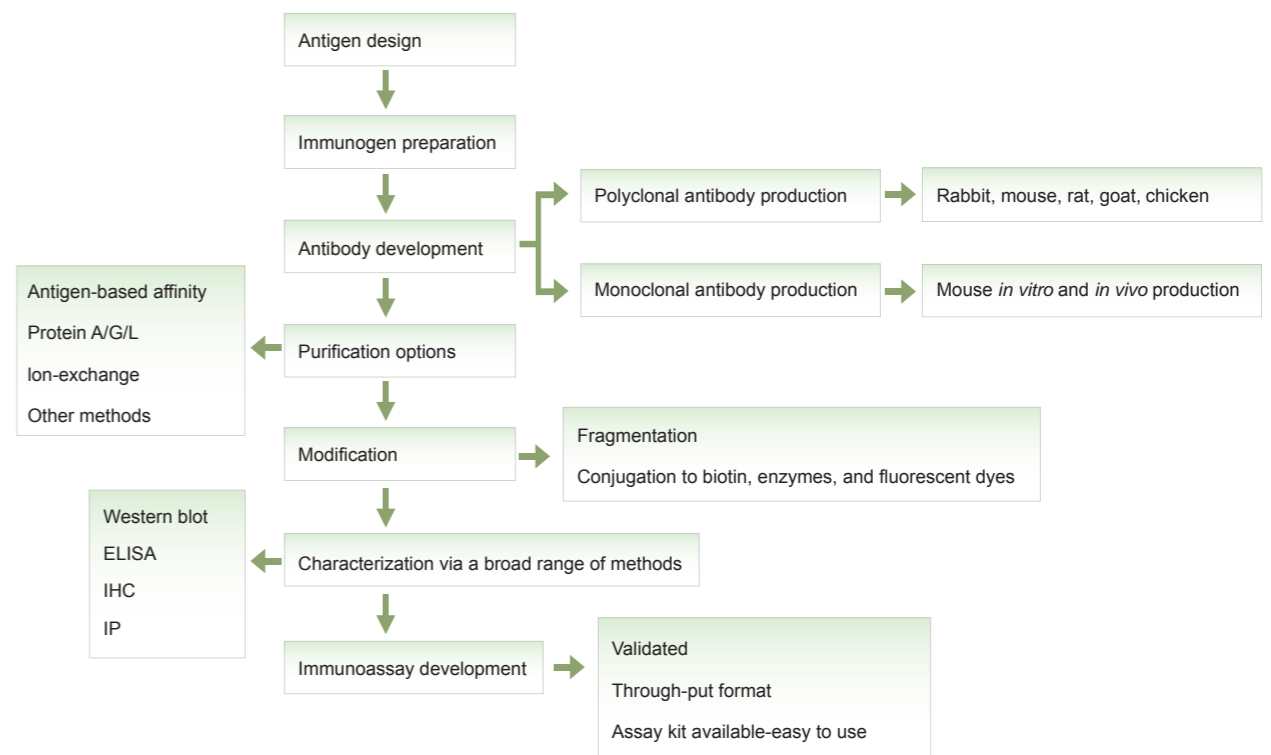 Antigen design
Immunogen preparation
Antibody development
Polyclonal antibody production
Rabbit, mouse, rat, goat, chicken
Monoclonal antibody production
Mouse in vitro and in vivo production
Purification options
Antigen-based affinity
Protein A/G/L
Ion-exchange
Other methods
Modification
Fragmentation
Conjugation to biotin, enzymes, and fluorescent dyes
Characterization via a broad range of methods
Western blot
ELISA
IHC
IP
Immunoassay development
Validated
Through-put format
Assay kit available-easy to use